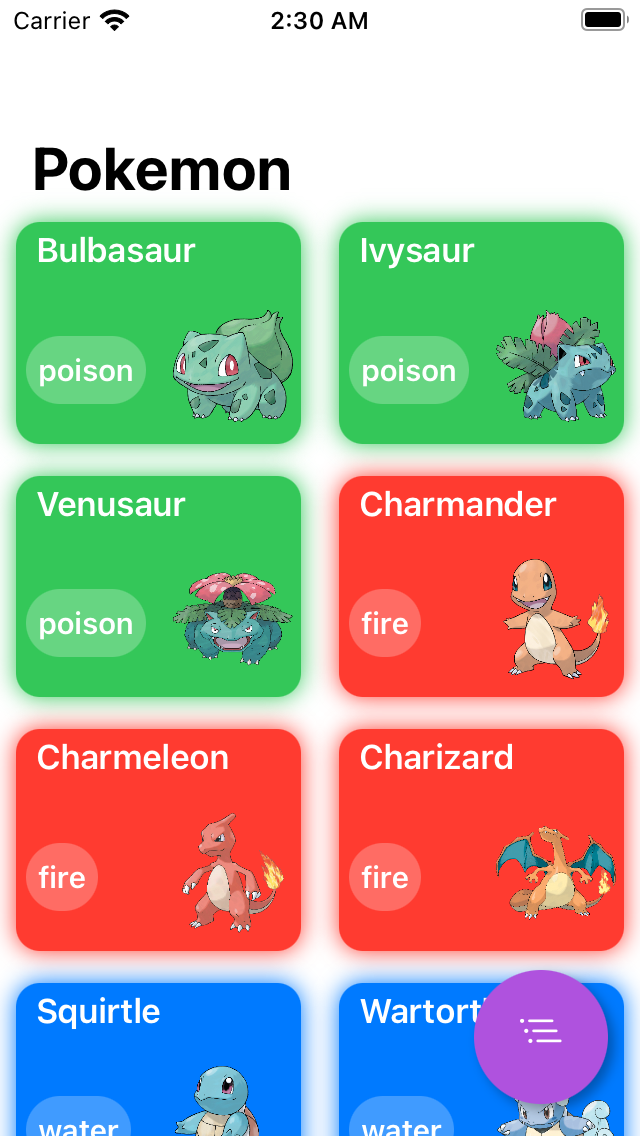 Carrier 2:30 AM
Pokemon
Bulbasaur
poison
Ivysaur
poison
Venusaur
poison
Charmander
fire
Charmeleon
fire
Charizard
fire
Squirtle
water
Wartort
water